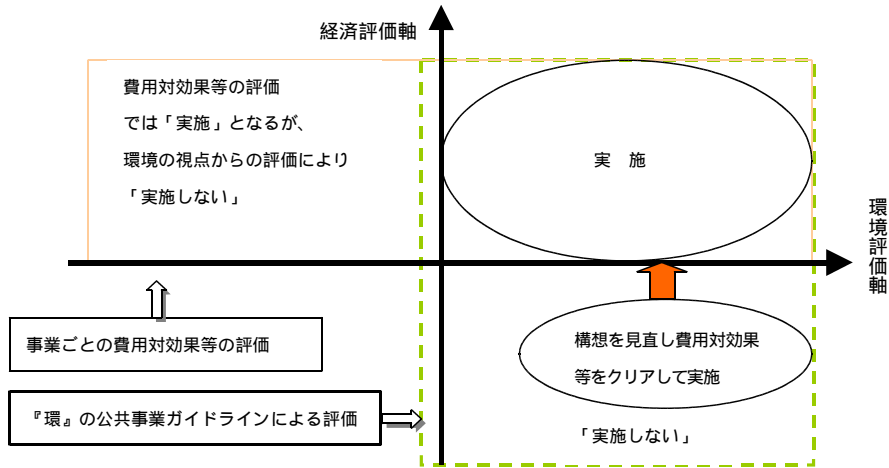 経済評価軸
費用対効果等の評価
では「実施」となるが、
環境の視点からの評価により
「実施しない」
実 施
環境評価軸
事業ごとの費用対効果等の評価
構想を見直し費用対効果
等をクリアして実施
『環』の公共事業ガイドラインによる評価
「実施しない」